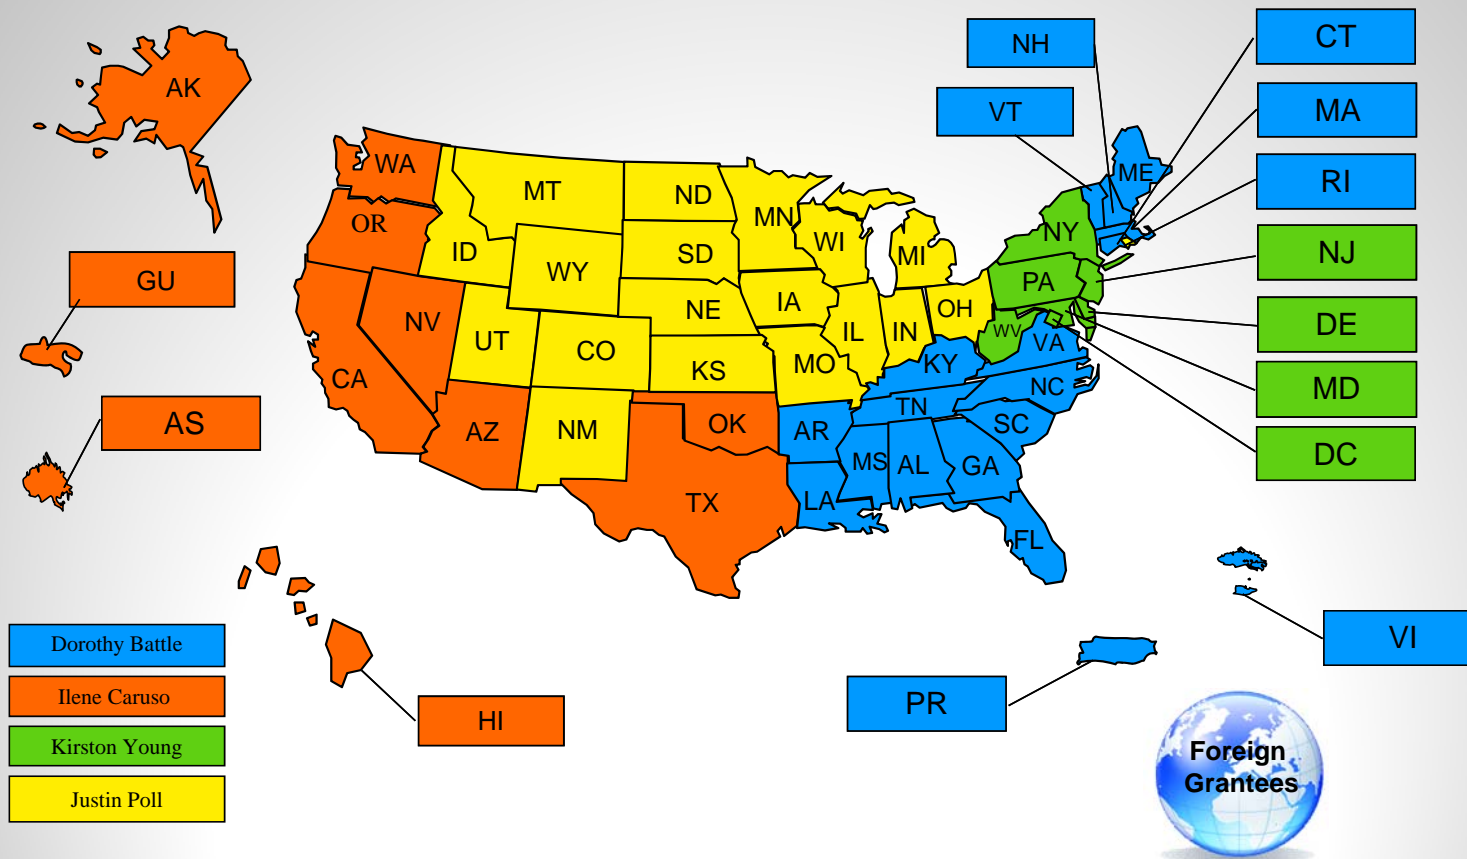 NH
CT
AK
VT
MA
WA
MT
ND
MN
ME
RI
OR
ID
WY
SD
WI
MI
NY
NJ
GU
NV
UT
CO
NE
IA
IL
IN
OH
PA
WV
VA
DE
CA
KS
MO
KY
NC
MD
AS
AZ
NM
OK
AR
TN
SC
DC
TX
LA
MS
AL
GA
FL
HI
PR
VI
Dorothy Battle
Ilene Caruso
Kirston Young
Justin Poll
Foreign
Grantees